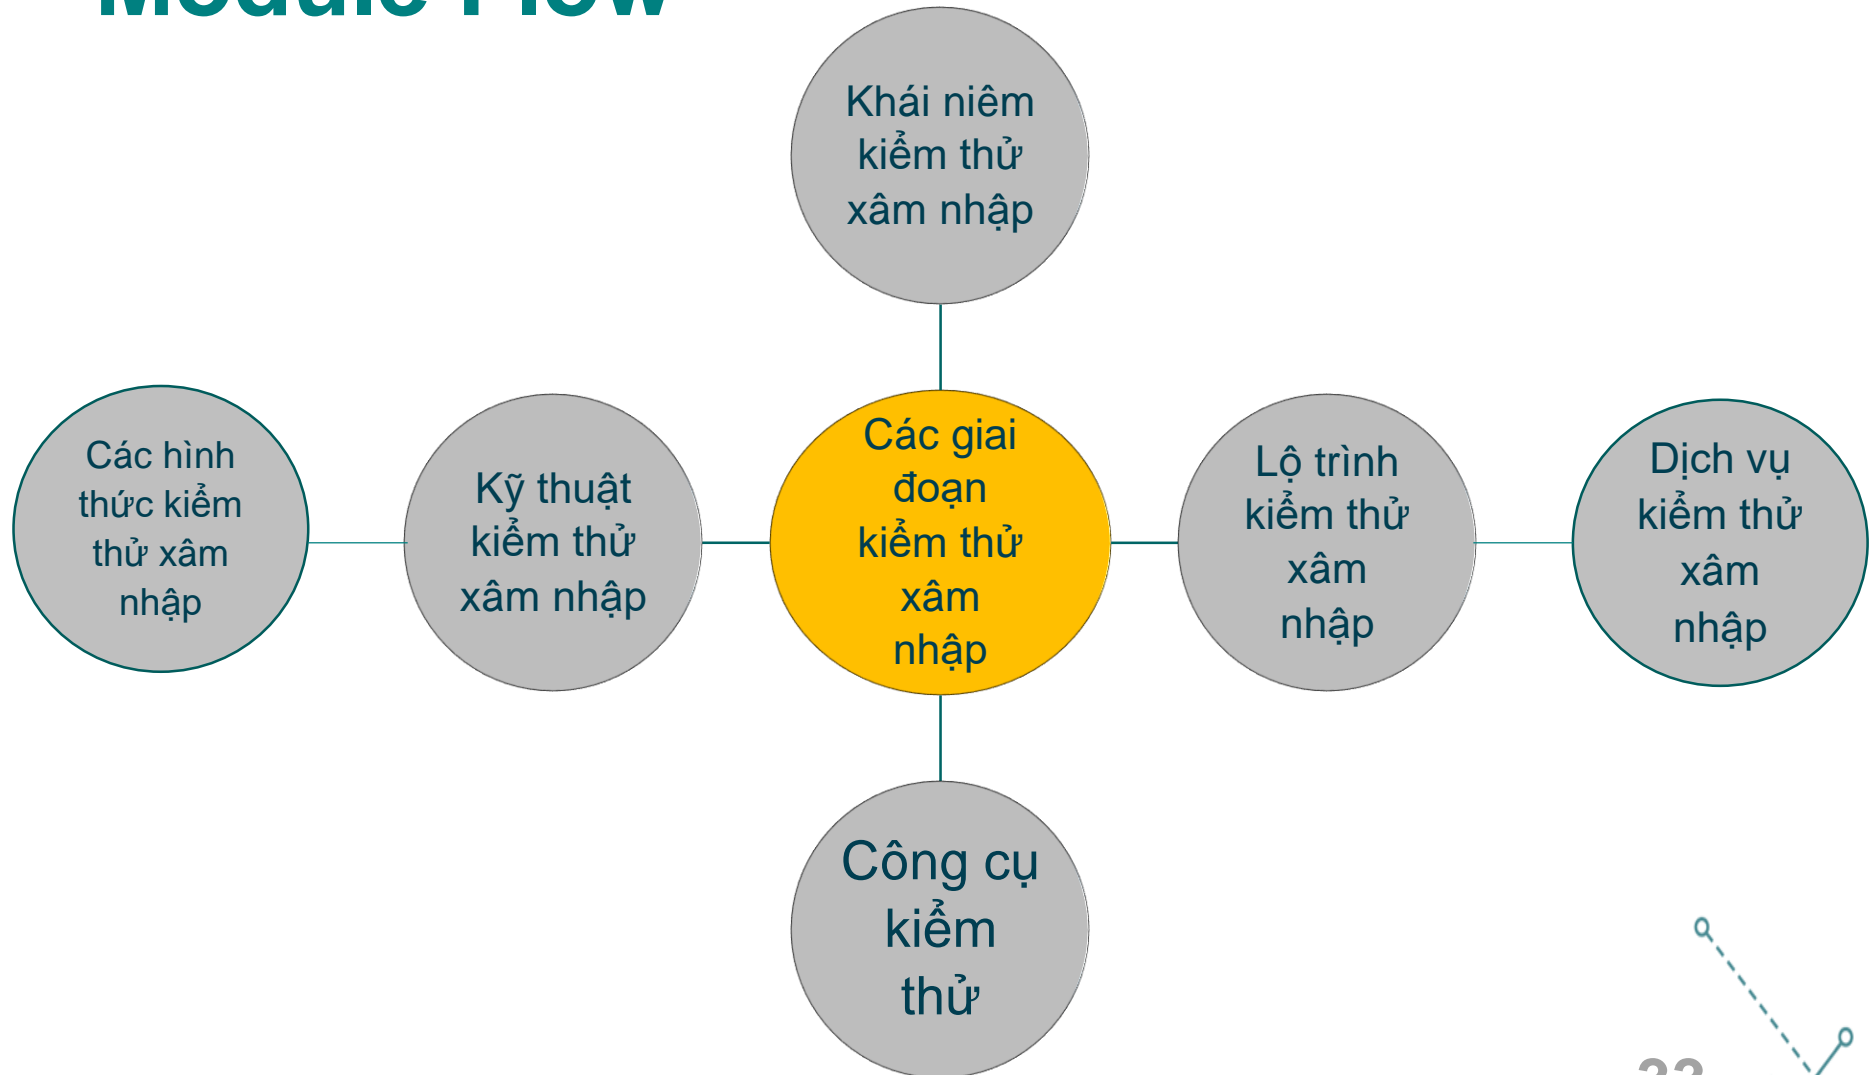 Module Flow
Khái niêm
kiểm thử
xâm nhập
Các hình
thức kiểm
thử xâm
nhập
Kỹ thuật
kiểm thử
xâm nhập
Các giai
đoạn
kiểm thử
xâm
nhập
Lộ trình
kiểm thử
xâm
nhập
Dịch vụ
kiểm thử
xâm
nhập
Công cụ
kiểm
thử